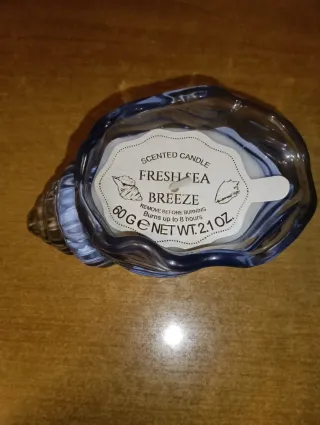 SCENTED CANDLE
FRESH SEA
BREEZE
REMOVE BEFORE BURNING
Burns up to 8 hours
60 G ℮ NET WT. 2.1 OZ.